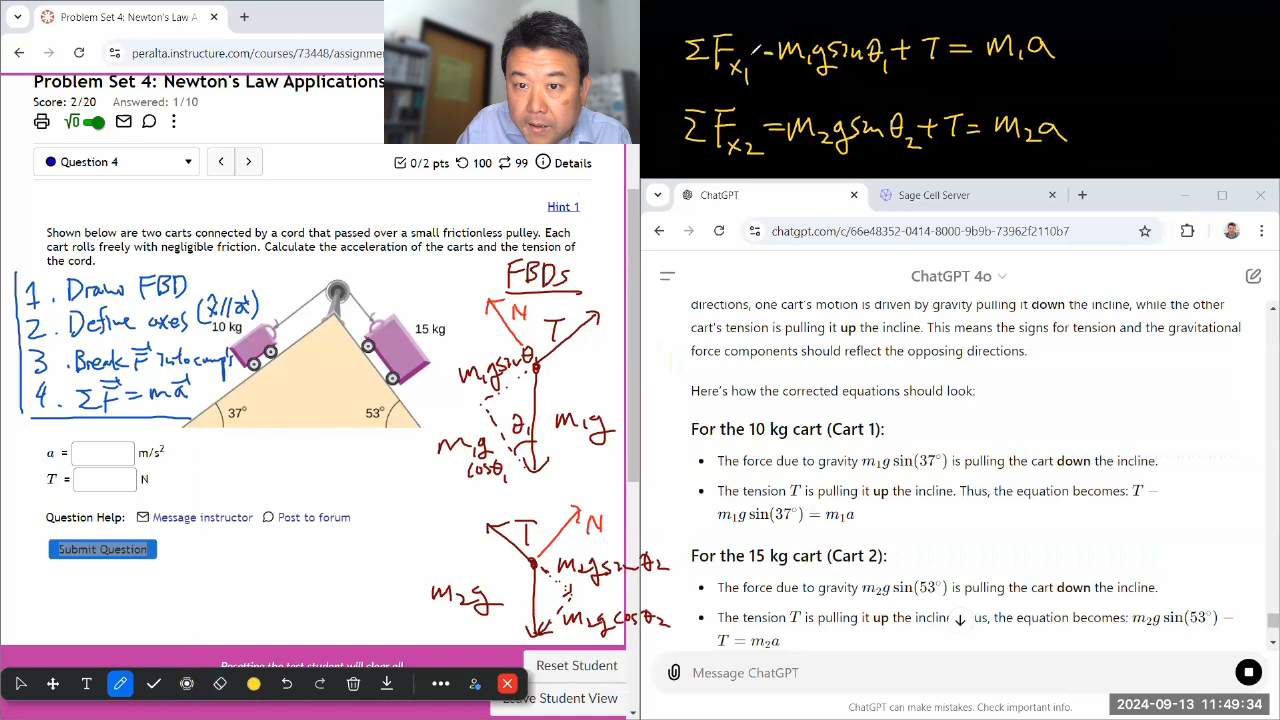 Problem Set 4: Newton's Law A
peralta.instructure.com/courses/73448/assignme
Problem Set 4: Newton's Law Applications
Score: 2/20 Answered: 1/10
√0
Question 4
0/2 pts 100 99 Details
Hint 1
Shown below are two carts connected by a cord that passed over a small frictionless pulley. Each
cart rolls freely with negligible friction. Calculate the acceleration of the carts and the tension of
the cord.
1. Draw FBD
2. Define axes (x̂//a⃗)
3. Break F⃗ into comp's
4. ΣF⃗ = ma⃗
10 kg
15 kg
37°
53°
a = m/s²
T = N
Question Help: Message instructor Post to forum
Submit Question
FBDs
N
T
m₁g sinθ₁
θ₁
m₁g
m₁g
cosθ₁
T
N
m₂g sinθ₂
m₂g
m₂g cosθ₂
Resetting the test student will clear all
Reset Student
Leave Student View
T
ΣFx₁ -m₁g sinθ₁ + T = m₁a
ΣFx₂ = m₂g sinθ₂ + T = m₂a
ChatGPT
Sage Cell Server
chatgpt.com/c/66e48352-0414-8000-9b9b-73962f2110b7
ChatGPT 4o
directions, one cart's motion is driven by gravity pulling it down the incline, while the
other cart's tension is pulling it up the incline. This means the signs for tension and the gravitational
force components should reflect the opposing directions.
Here's how the corrected equations should look:
For the 10 kg cart (Cart 1):
• The force due to gravity m₁g sin(37°) is pulling the cart down the incline.
• The tension T is pulling it up the incline. Thus, the equation becomes: T −
m₁g sin(37°) = m₁a
For the 15 kg cart (Cart 2):
• The force due to gravity m₂g sin(53°) is pulling the cart down the incline.
• The tension T is pulling it up the inclin us, the equation becomes: m₂g sin(53°) −
T = m₂a
Message ChatGPT
ChatGPT can make mistakes. Check important info.
2024-09-13 11:49:34